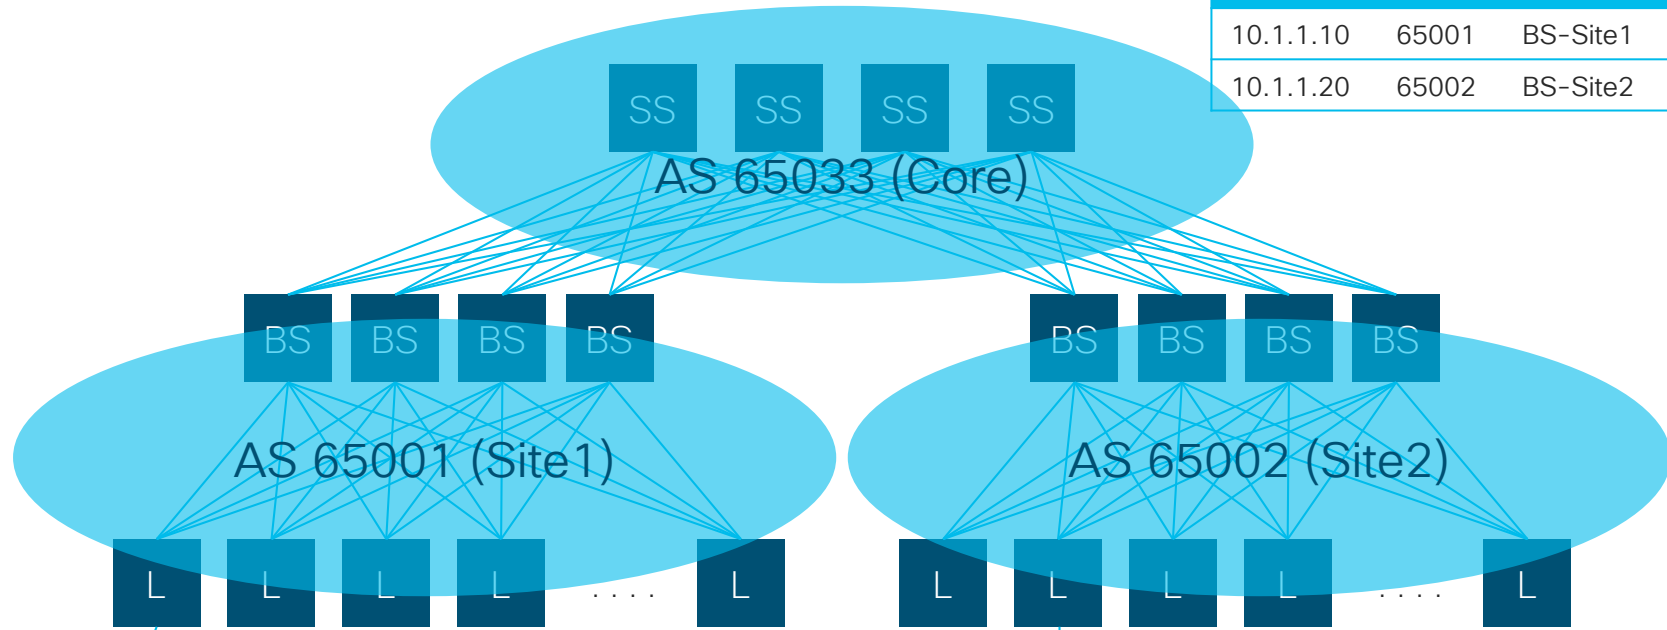 10.1.1.10 65001 BS-Site1
10.1.1.20 65002 BS-Site2
SS SS SS SS
AS 65033 (Core)
BS BS BS BS BS BS BS BS
AS 65001 (Site1) AS 65002 (Site2)
L L L L .... L L L L L .... L